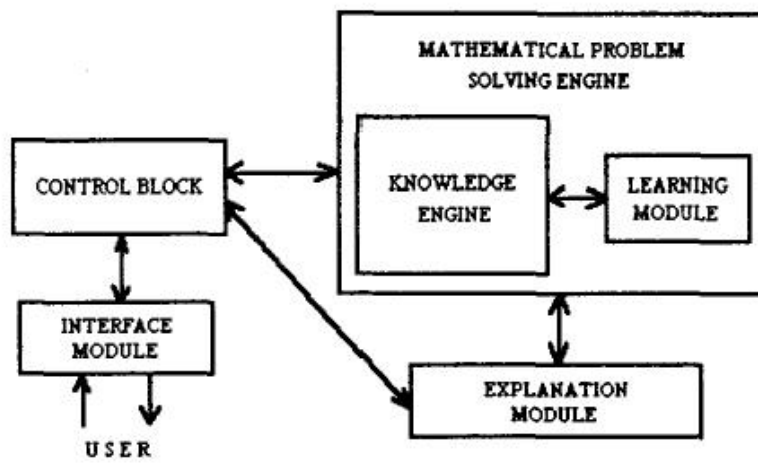 MATHEMATICAL PROBLEM
SOLVING ENGINE
CONTROL BLOCK
KNOWLEDGE
ENGINE
LEARNING
MODULE
INTERFACE
MODULE
EXPLANATION
MODULE
USER